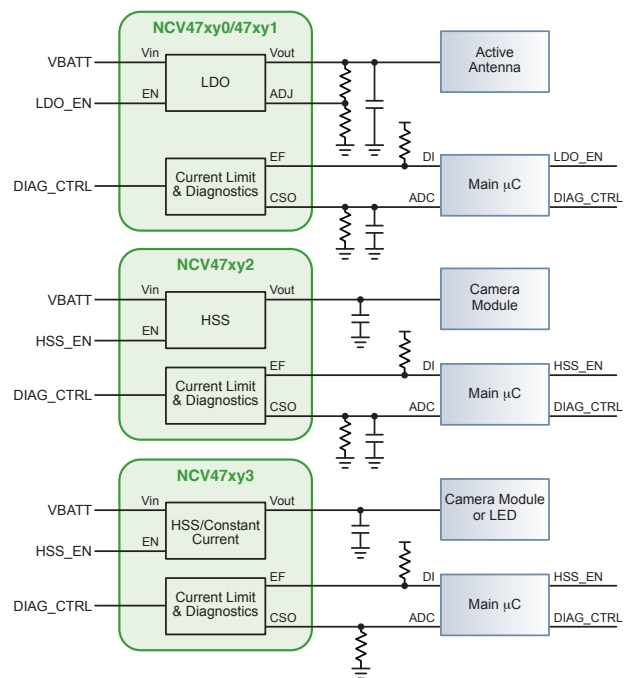 NCV47xy0/47xy1
VBATT
Vin
Vout
LDO
LDO_EN
EN
ADJ
Active
Antenna
DIAG_CTRL
Current Limit
& Diagnostics
EF
CSO
DI
ADC
Main μC
LDO_EN
DIAG_CTRL
NCV47xy2
VBATT
Vin
Vout
HSS
HSS_EN
EN
Camera
Module
DIAG_CTRL
Current Limit
& Diagnostics
EF
CSO
DI
ADC
Main μC
HSS_EN
DIAG_CTRL
NCV47xy3
VBATT
Vin
Vout
HSS/Constant
Current
HSS_EN
EN
Camera Module
or LED
DIAG_CTRL
Current Limit
& Diagnostics
EF
CSO
DI
ADC
Main μC
HSS_EN
DIAG_CTRL